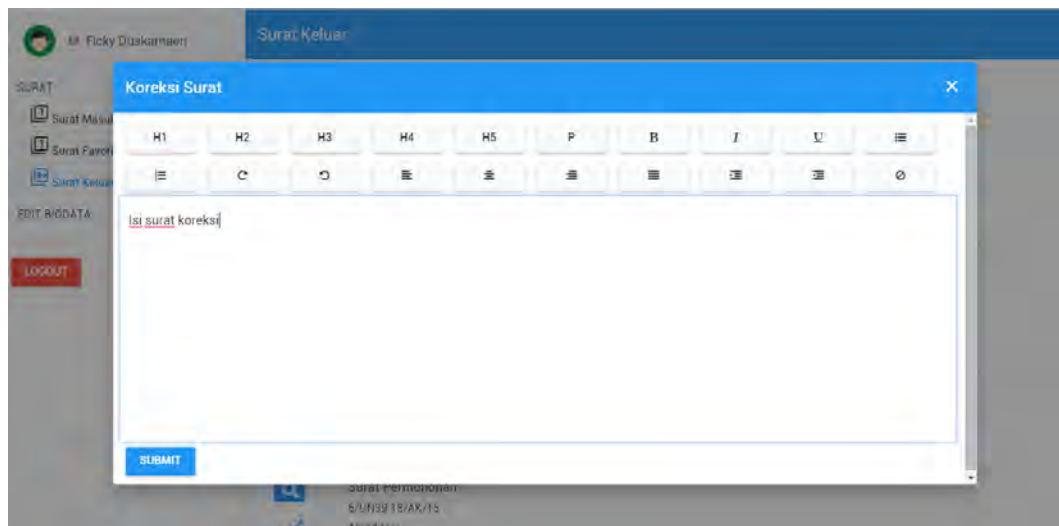 M. Ficky Duskarnaen
Surat Keluar
SURAT
Koreksi Surat
Surat Masuk
H1 H2 H3 H4 H5 P B I U
Surat Favori
Surat Keluar
EDIT BIODATA
Isi surat koreksi
LOGOUT
SUBMIT
Surat Permohonan
6/UN39.18/AK/15